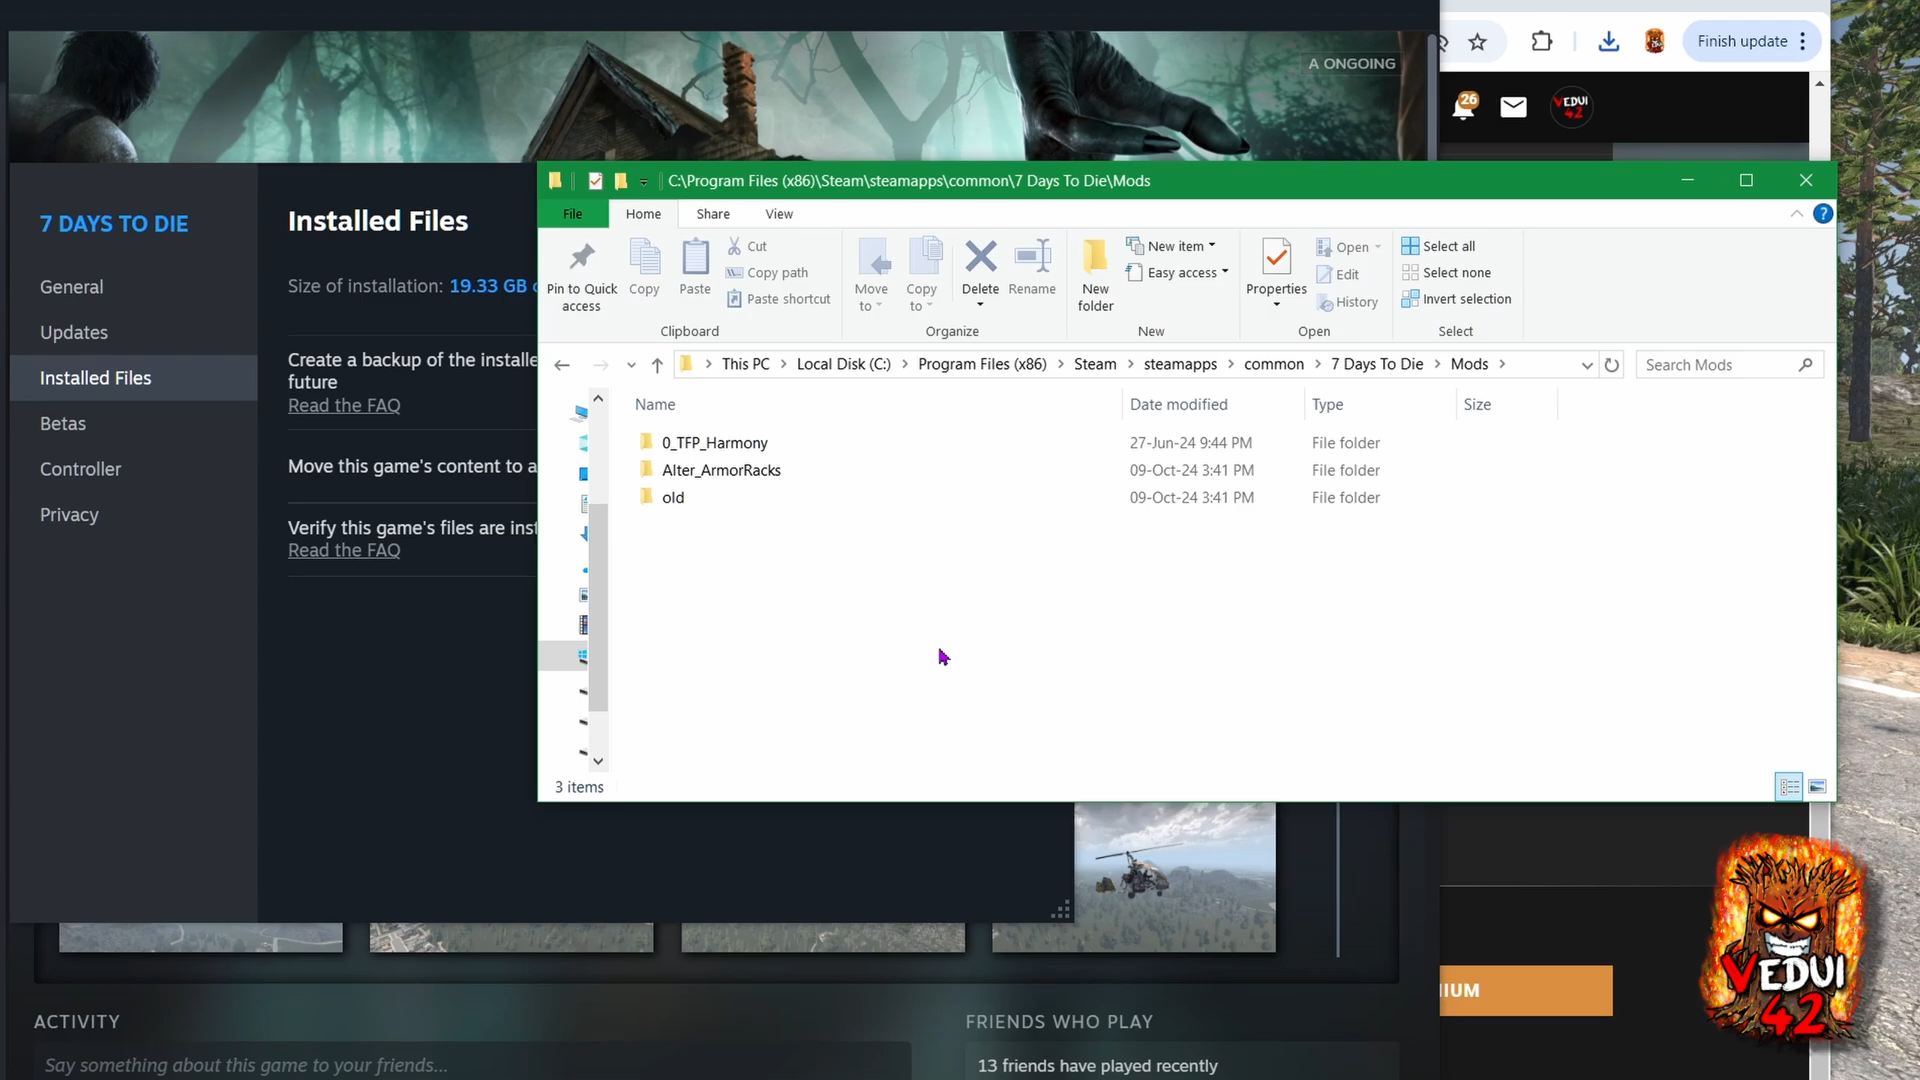 A ONGOING
Finish update
26
VEDUI
42
7 DAYS TO DIE
General
Updates
Installed Files
Betas
Controller
Privacy
Installed Files
Size of installation: 19.33 GB
Create a backup of the installe
future
Read the FAQ
Move this game's content to a
Verify this game's files are inst
Read the FAQ
C:\Program Files (x86)\Steam\steamapps\common\7 Days To Die\Mods
File
Home
Share
View
Pin to Quick access
Copy
Paste
Cut
Copy path
Paste shortcut
Clipboard
Move to
Copy to
Delete
Rename
Organize
New folder
New item
Easy access
New
Properties
Open
Edit
History
Open
Select all
Select none
Invert selection
Select
This PC > Local Disk (C:) > Program Files (x86) > Steam > steamapps > common > 7 Days To Die > Mods >
Search Mods
Name Date modified Type Size
0_TFP_Harmony 27-Jun-24 9:44 PM File folder
Alter_ArmorRacks 09-Oct-24 3:41 PM File folder
old 09-Oct-24 3:41 PM File folder
3 items
IUM
VEDUI
42
ACTIVITY
Say something about this game to your friends...
FRIENDS WHO PLAY
13 friends have played recently